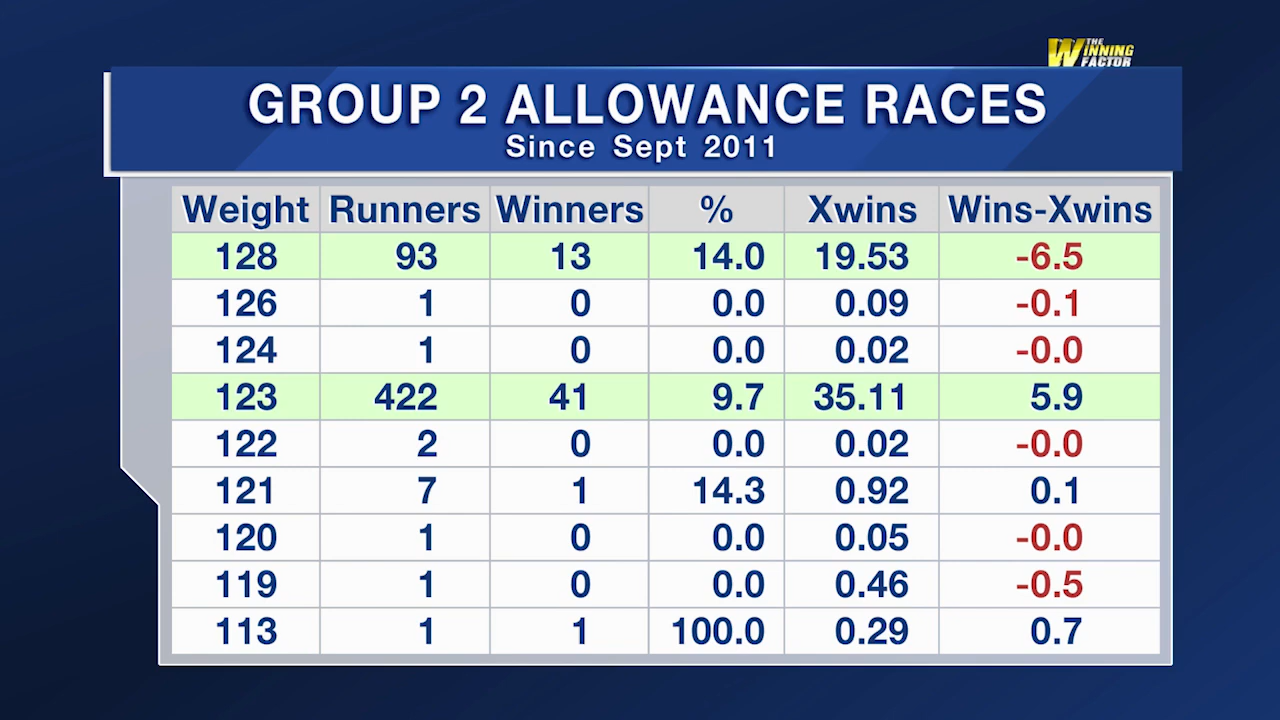 THE
WINNING
FACTOR
GROUP 2 ALLOWANCE RACES
Since Sept 2011
Weight Runners Winners % Xwins Wins-Xwins
128 93 13 14.0 19.53 -6.5
126 1 0 0.0 0.09 -0.1
124 1 0 0.0 0.02 -0.0
123 422 41 9.7 35.11 5.9
122 2 0 0.0 0.02 -0.0
121 7 1 14.3 0.92 0.1
120 1 0 0.0 0.05 -0.0
119 1 0 0.0 0.46 -0.5
113 1 1 100.0 0.29 0.7